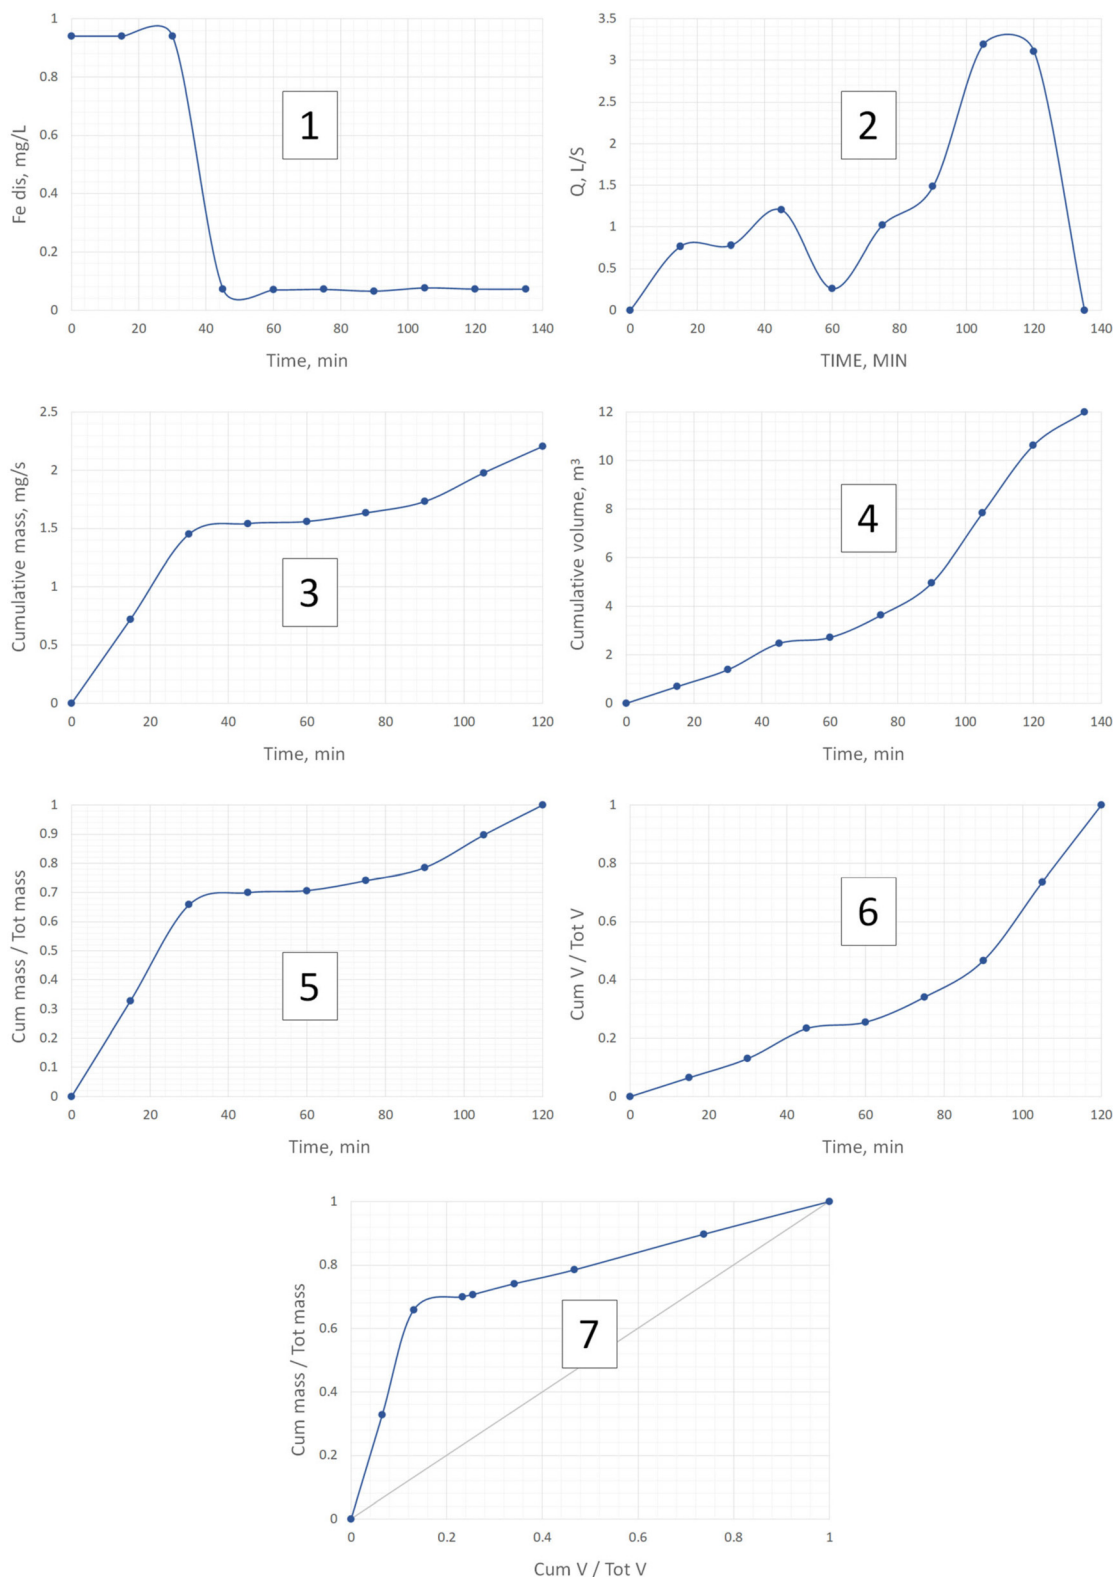 1
0.8
0.6
0.4
0.2
0
0 20 40 60 80 100 120 140
Fe dis, mg/L
Time, min
1
3.5
3
2.5
2
1.5
1
0.5
0
0 20 40 60 80 100 120 140
Q, L/S
TIME, MIN
2
2.5
2
1.5
1
0.5
0
0 20 40 60 80 100 120
Cumulative mass, mg/s
Time, min
3
12
10
8
6
4
2
0
0 20 40 60 80 100 120 140
Cumulative volume, m³
Time, min
4
1
0.9
0.8
0.7
0.6
0.5
0.4
0.3
0.2
0.1
0
0 20 40 60 80 100 120
Cum mass / Tot mass
Time, min
5
1
0.8
0.6
0.4
0.2
0
0 20 40 60 80 100 120
Cum V / Tot V
Time, min
6
1
0.8
0.6
0.4
0.2
0
0 0.2 0.4 0.6 0.8 1
Cum mass / Tot mass
Cum V / Tot V
7